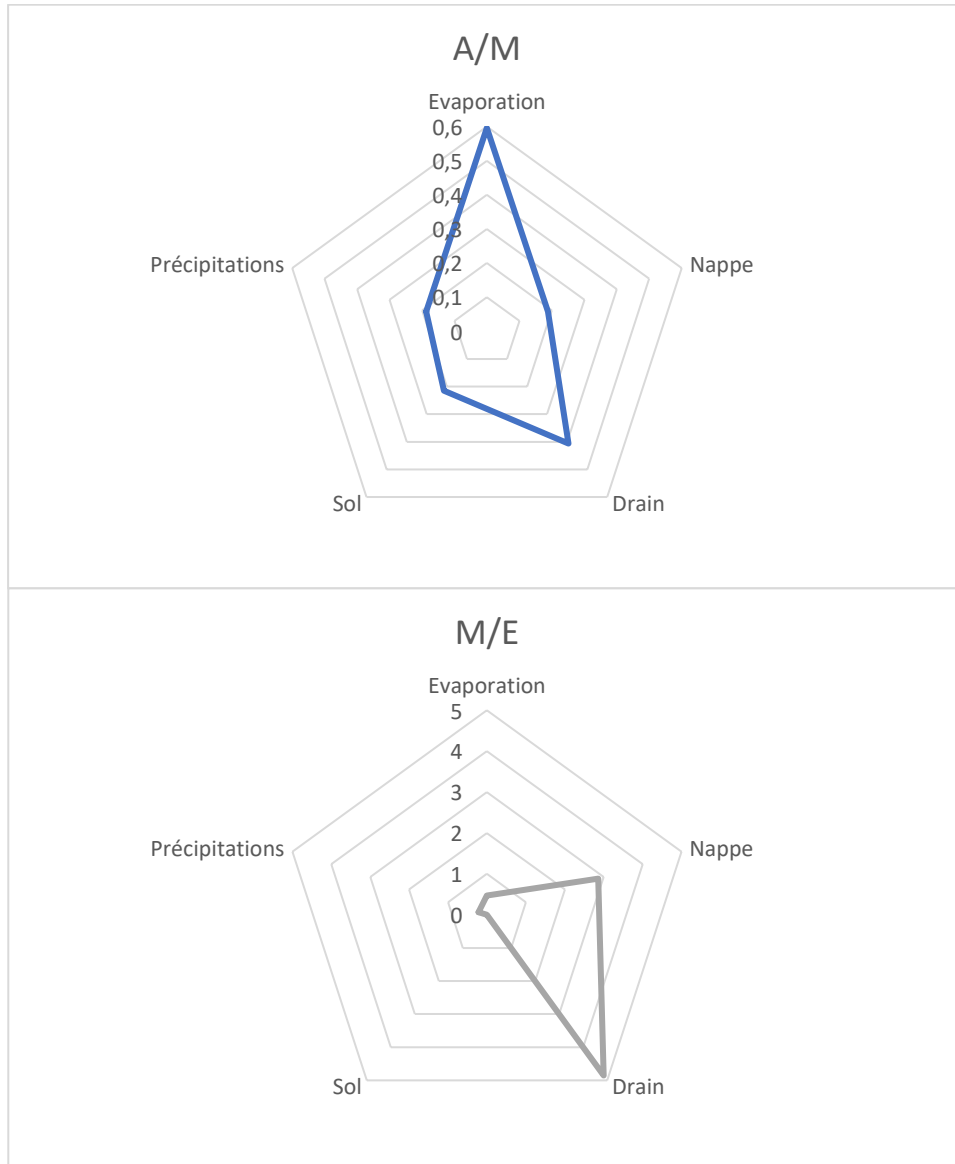 A/M
Evaporation
0,6
0,5
0,4
0,3
0,2
0,1
0
Précipitations
Nappe
Sol
Drain
M/E
Evaporation
5
4
3
2
1
0
Précipitations
Nappe
Sol
Drain